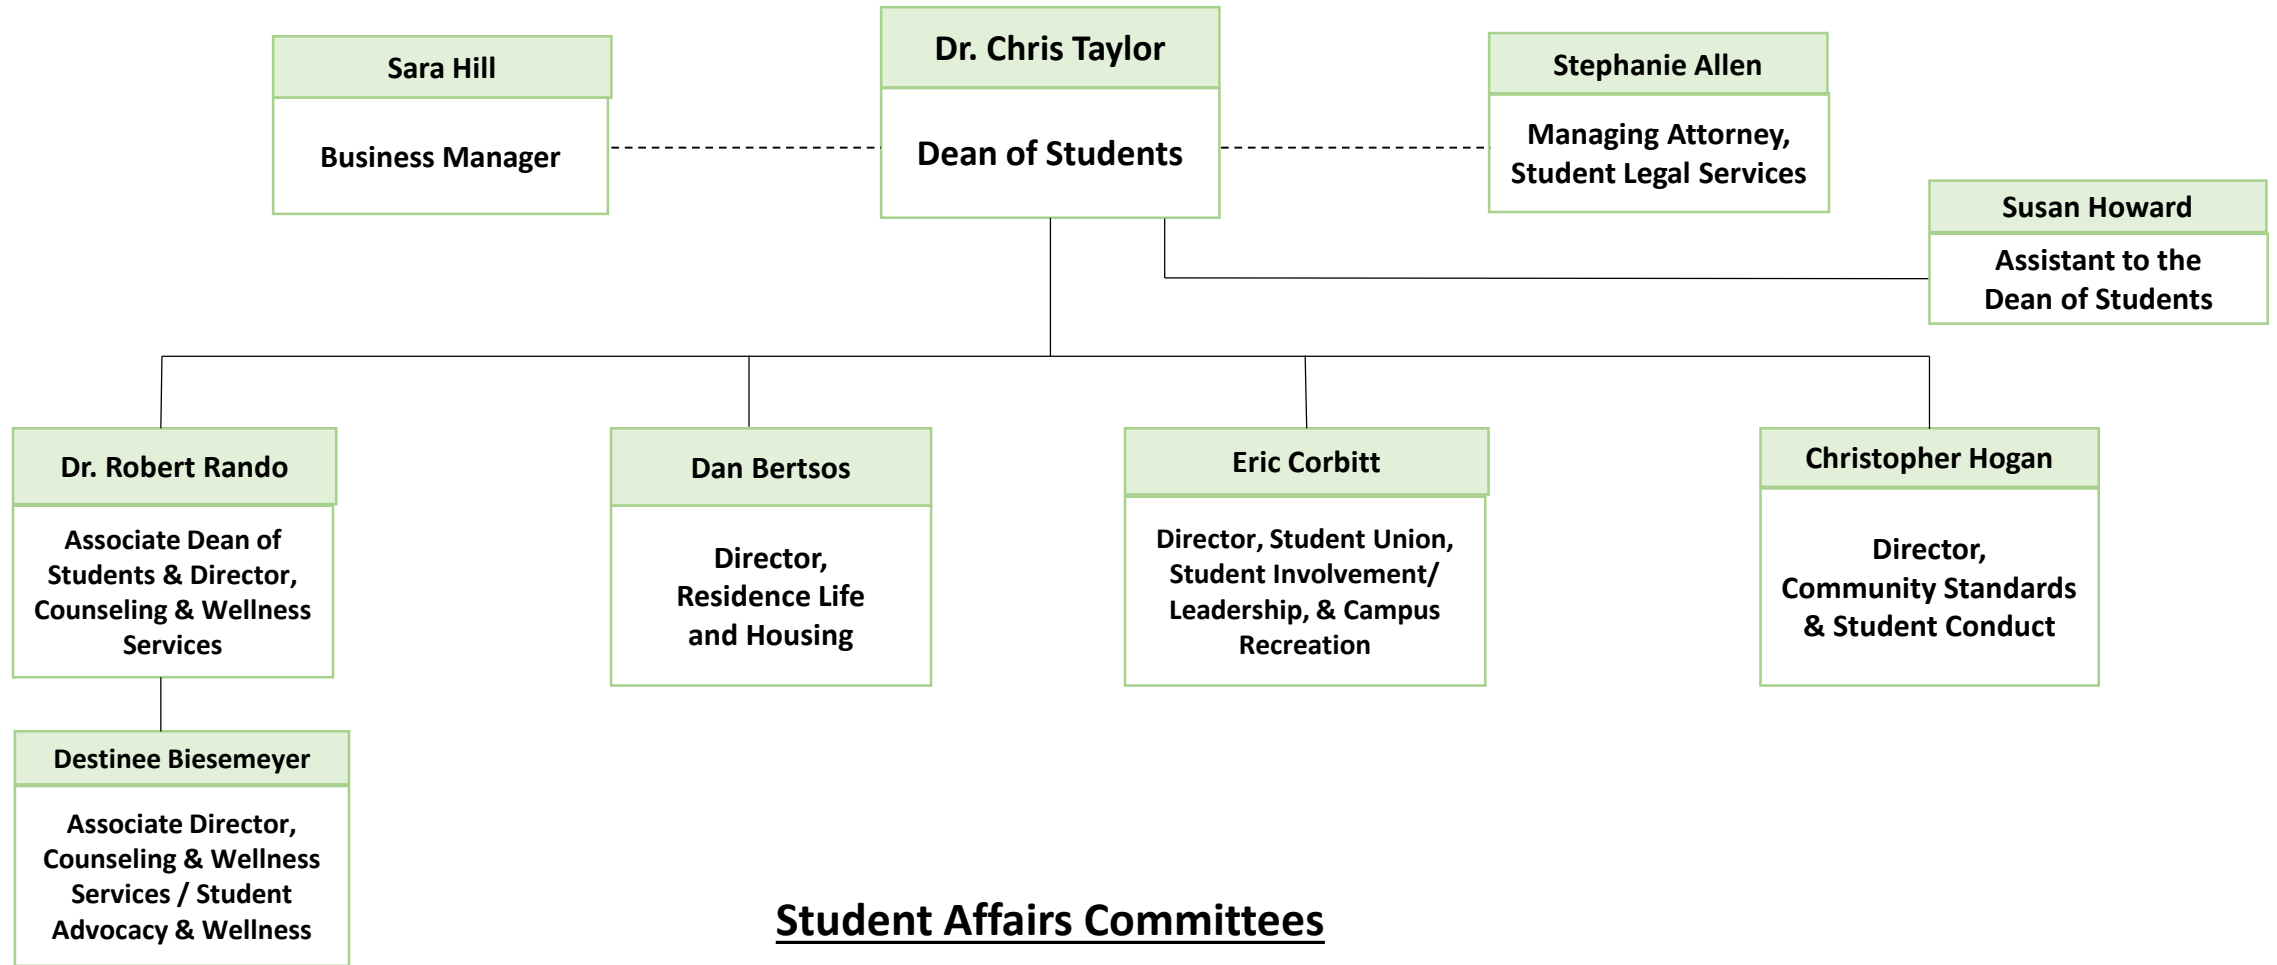 Dr. Chris Taylor
Dean of Students
Sara Hill
Business Manager
Stephanie Allen
Managing Attorney,
Student Legal Services
Susan Howard
Assistant to the
Dean of Students
Dr. Robert Rando
Associate Dean of
Students & Director,
Counseling & Wellness
Services
Dan Bertsos
Director,
Residence Life
and Housing
Eric Corbitt
Director, Student Union,
Student Involvement/
Leadership, & Campus
Recreation
Christopher Hogan
Director,
Community Standards
& Student Conduct
Destinee Biesemeyer
Associate Director,
Counseling & Wellness
Services / Student
Advocacy & Wellness
Student Affairs Committees